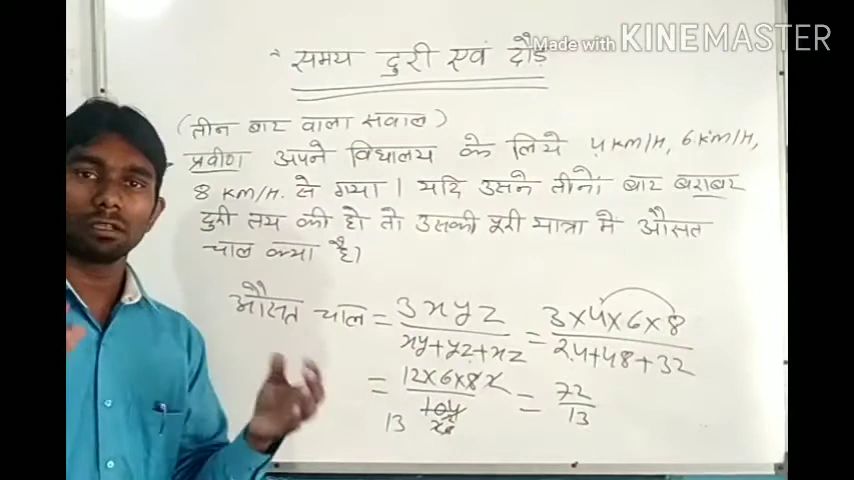 Made with KINEMASTER
समय दुरी एवं दौड़
(तीन बार वाला सवाल)
प्रवीण अपने विधालय के लिये 4 KM/H, 6 KM/H,
8 KM/H. से गया । यदि उसने तीनों बार बराबर
दुरी तय की हो तो उसकी पूरी यात्रा मे औसत
चाल क्या है।
औसत चाल = 3xyz / xy+yz+xz = 3×4×6×8 / 24+48+32
= 12×6×8 / 104 13 = 72 / 13